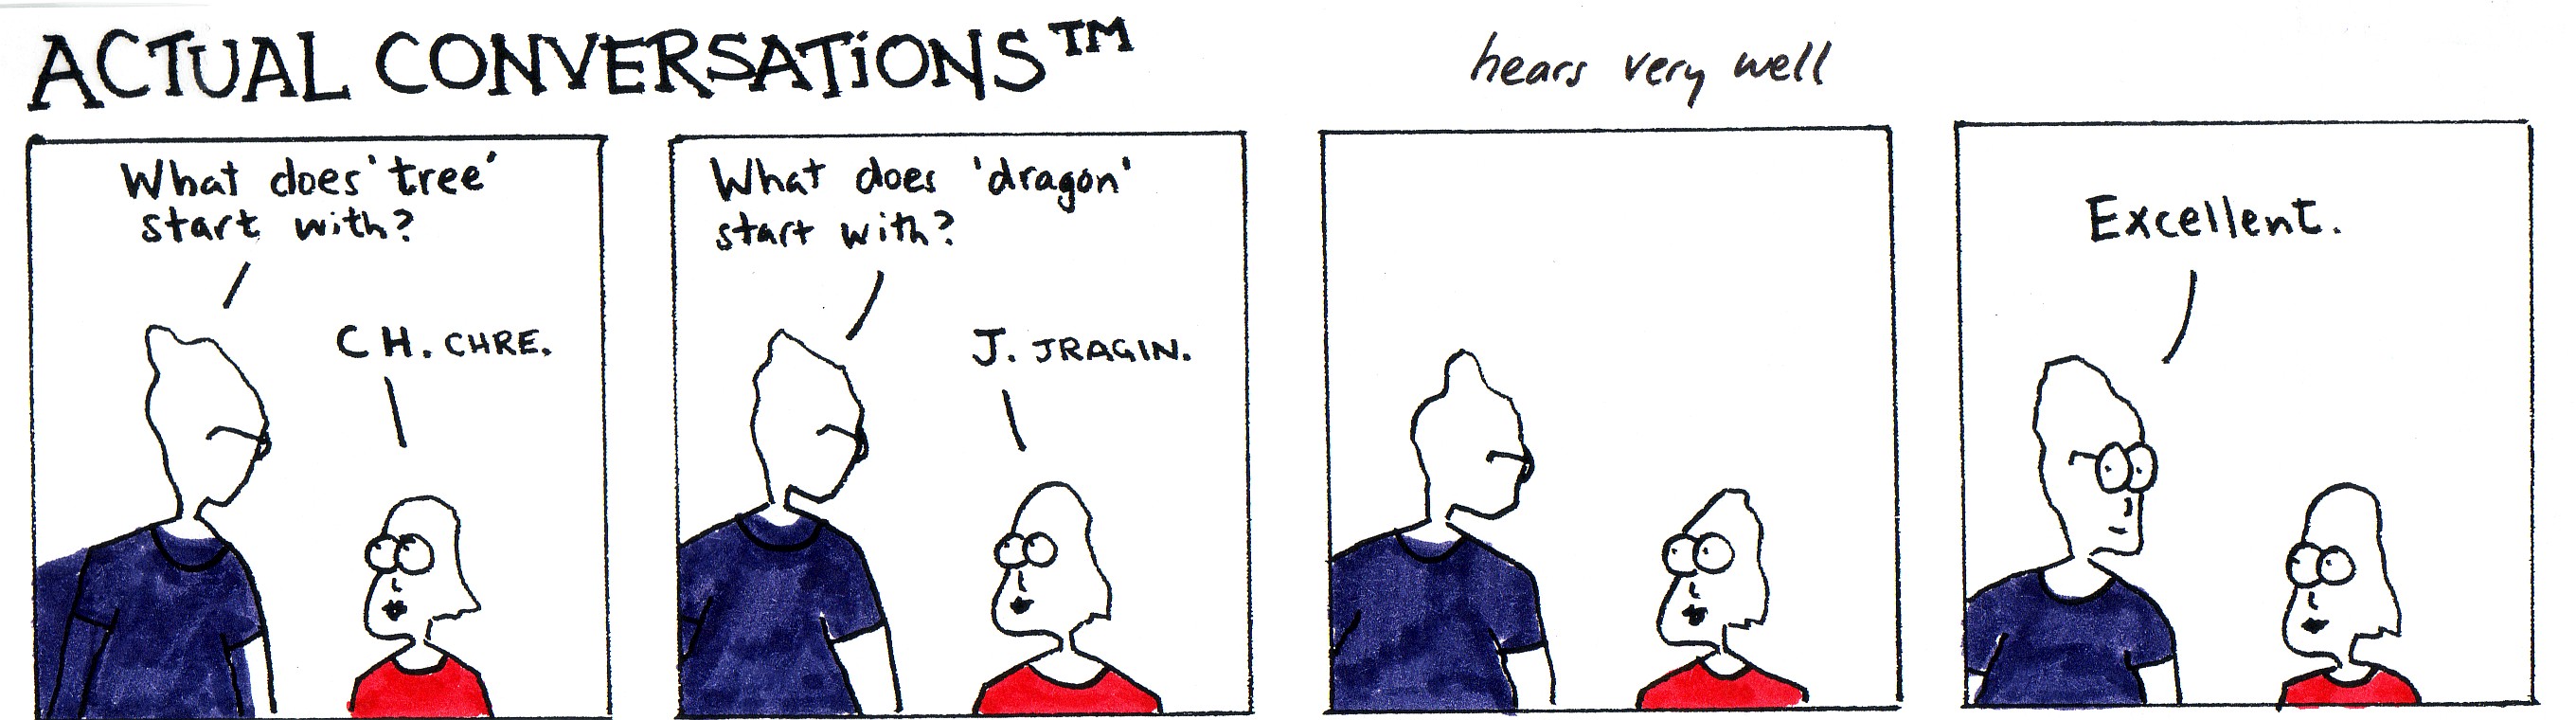 ACTUAL CONVERSATIONS™
hears very well
What does 'tree'
start with?
CH. CHRE.
What does 'dragon'
start with?
J. JRAGIN.
Excellent.